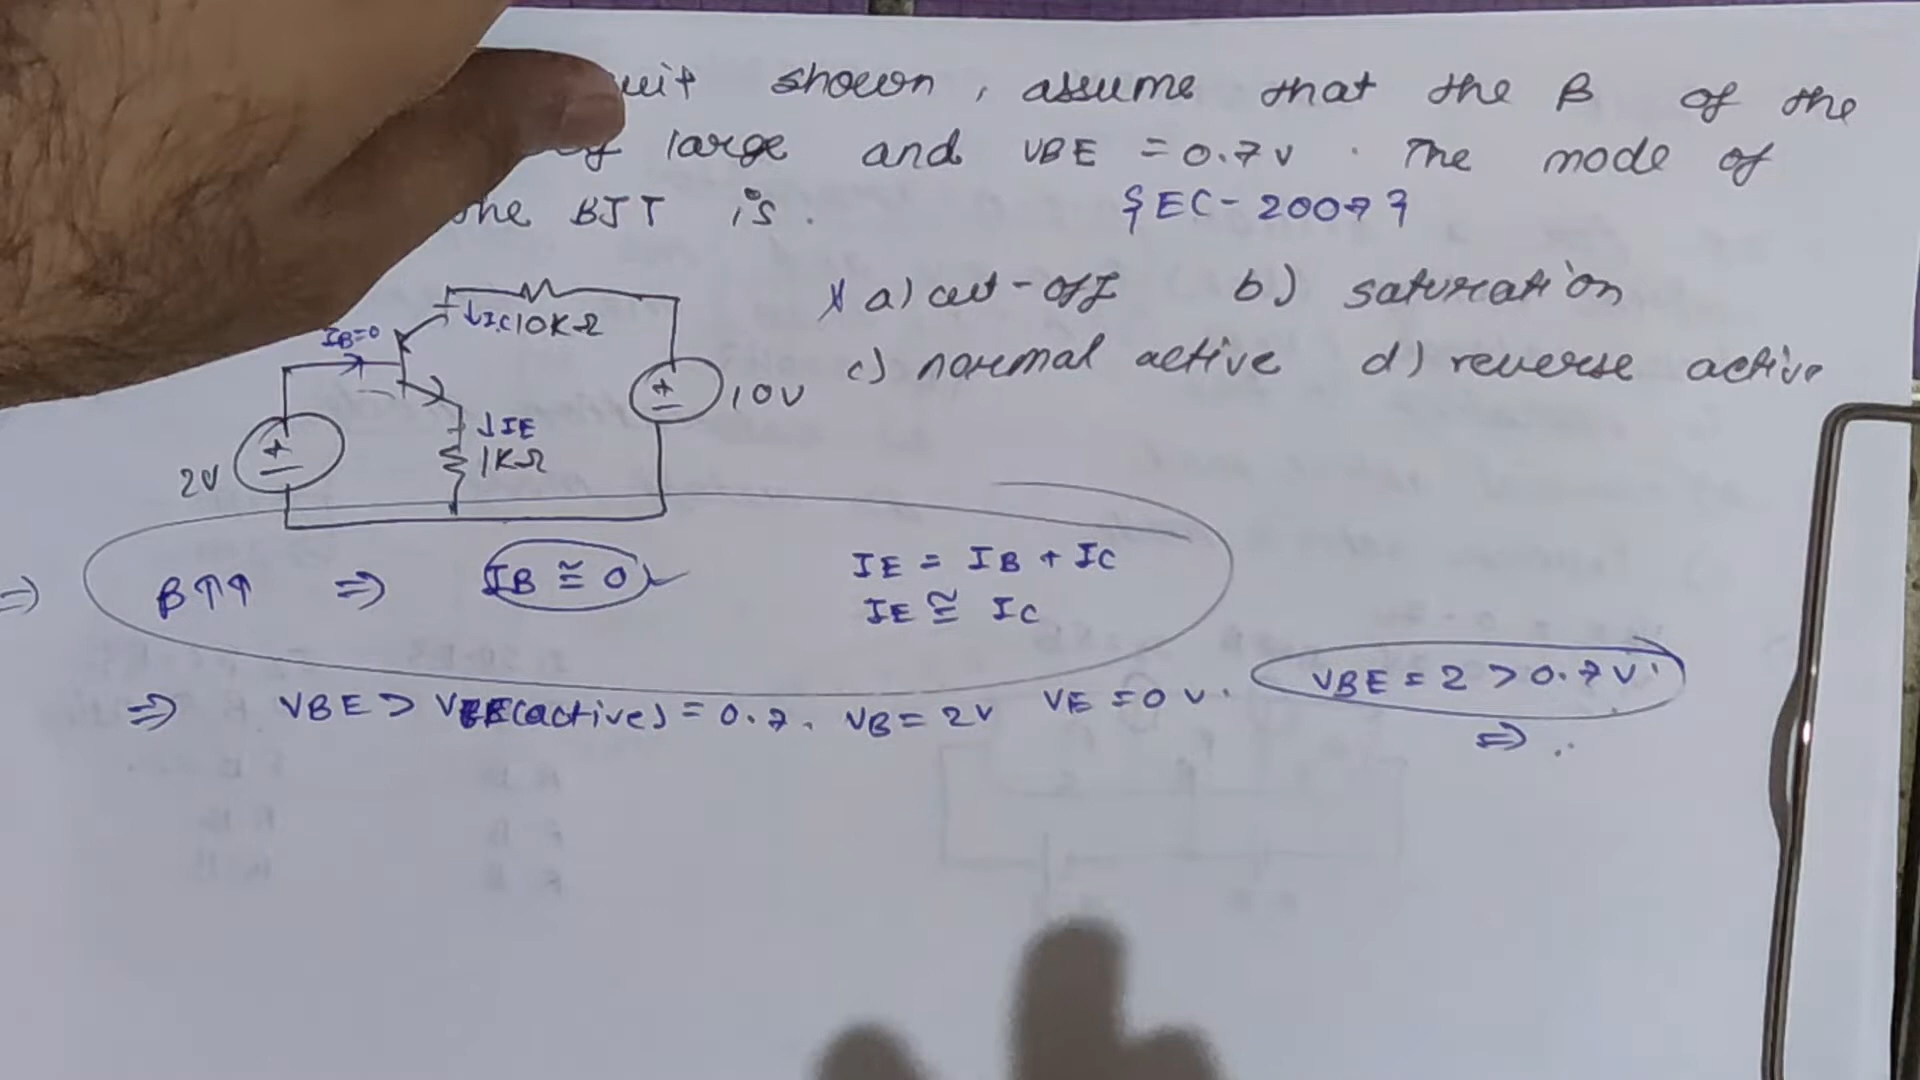 shown , assume that the β of the
large and VBE = 0.7V . The mode of
the BJT is . {EC-2007}
x a) cut-off b) saturation
c) normal active d) reverse active
IB=0
↓IC 10KΩ
10V
↓IE
1KΩ
2V
⇒ β↑↑ ⇒ IB ≅ 0 ✓ IE = IB + IC
IE ≅ IC
⇒ VBE > VBE(active) = 0.7. VB = 2V VE = 0V. VBE = 2 > 0.7V
⇒ ..